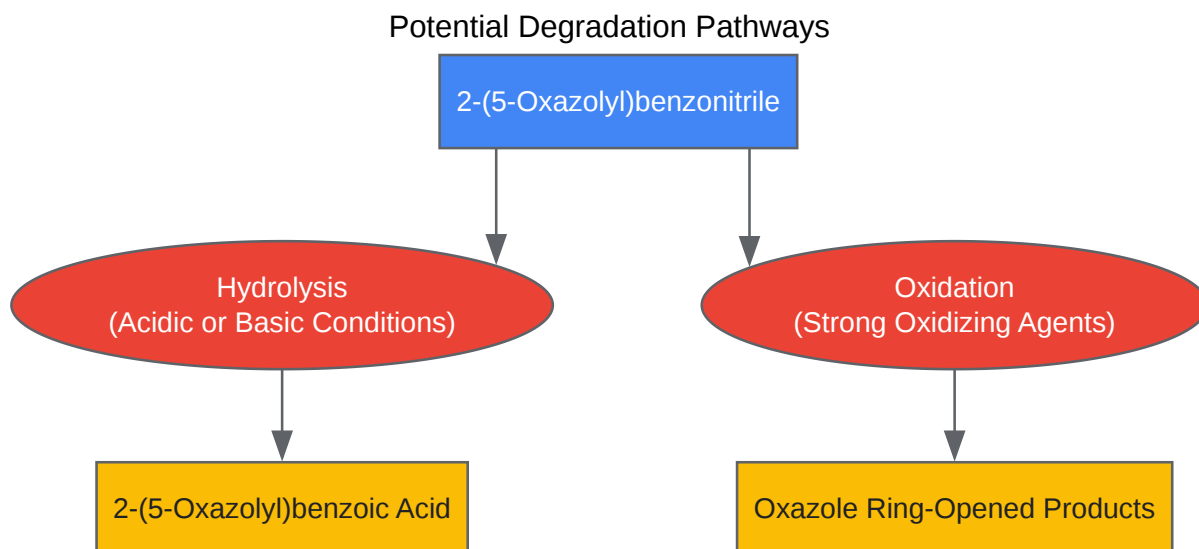 Potential Degradation Pathways
2-(5-Oxazolyl)benzonitrile
Hydrolysis
(Acidic or Basic Conditions)
Oxidation
(Strong Oxidizing Agents)
2-(5-Oxazolyl)benzoic Acid
Oxazole Ring-Opened Products